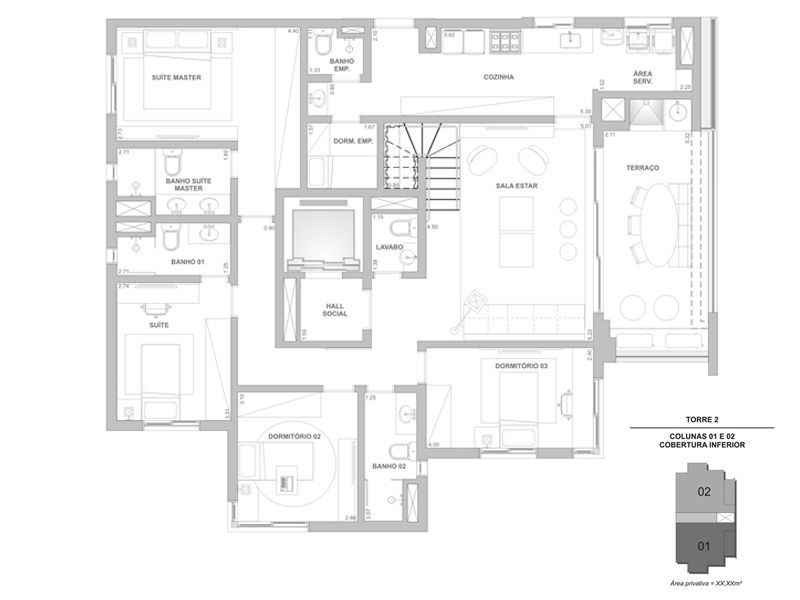 4.40
SUÍTE MASTER
2.73
1.33
BANHO
EMP.
0.80
2.10
5.62
COZINHA
5.30
1.52
ÁREA
SERV.
2.25
1.57
1.67
DORM. EMP.
5.01
2.11
5.32
TERRAÇO
SALA ESTAR
4.50
5.22
2.71
1.60
BANHO SUÍTE
MASTER
0.90
1.15
LAVABO
1.39
BANHO 01
2.71
1.25
HALL
SOCIAL
1.50
2.74
SUÍTE
1.31
2.40
DORMITÓRIO 03
4.00
3.10
DORMITÓRIO 02
2.88
1.25
BANHO 02
3.07
TORRE 2
COLUNAS 01 E 02
COBERTURA INFERIOR
02
01
Área privativa = XX,XXm²